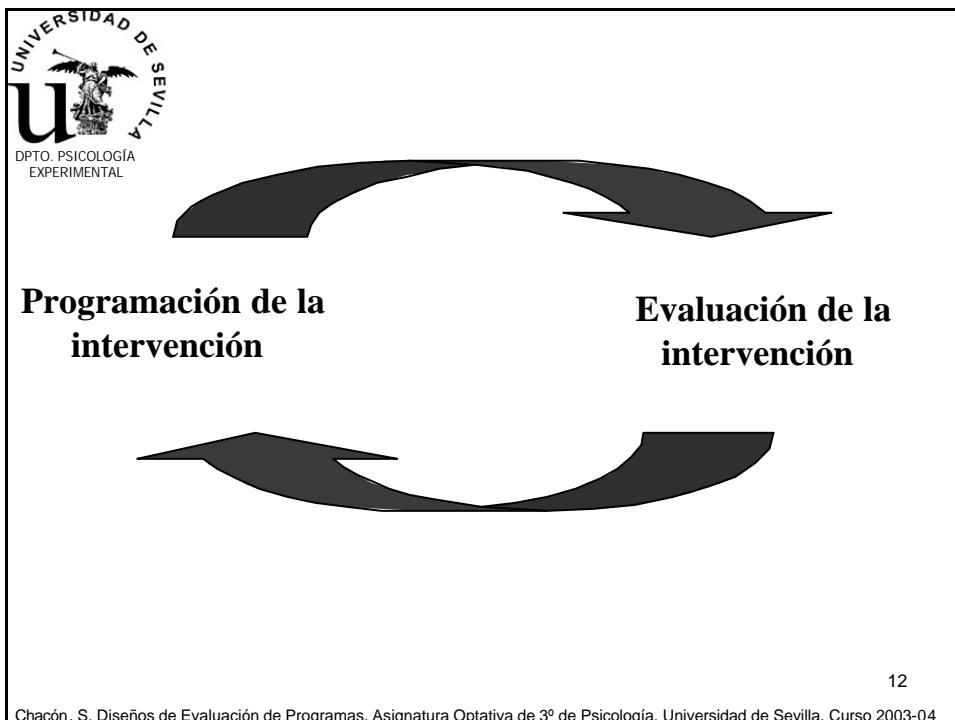 UNIVERSIDAD DE SEVILLA
u
DPTO. PSICOLOGÍA
EXPERIMENTAL
Programación de la
intervención
Evaluación de la
intervención
12
Chacón, S. Diseños de Evaluación de Programas. Asignatura Optativa de 3º de Psicología. Universidad de Sevilla. Curso 2003-04